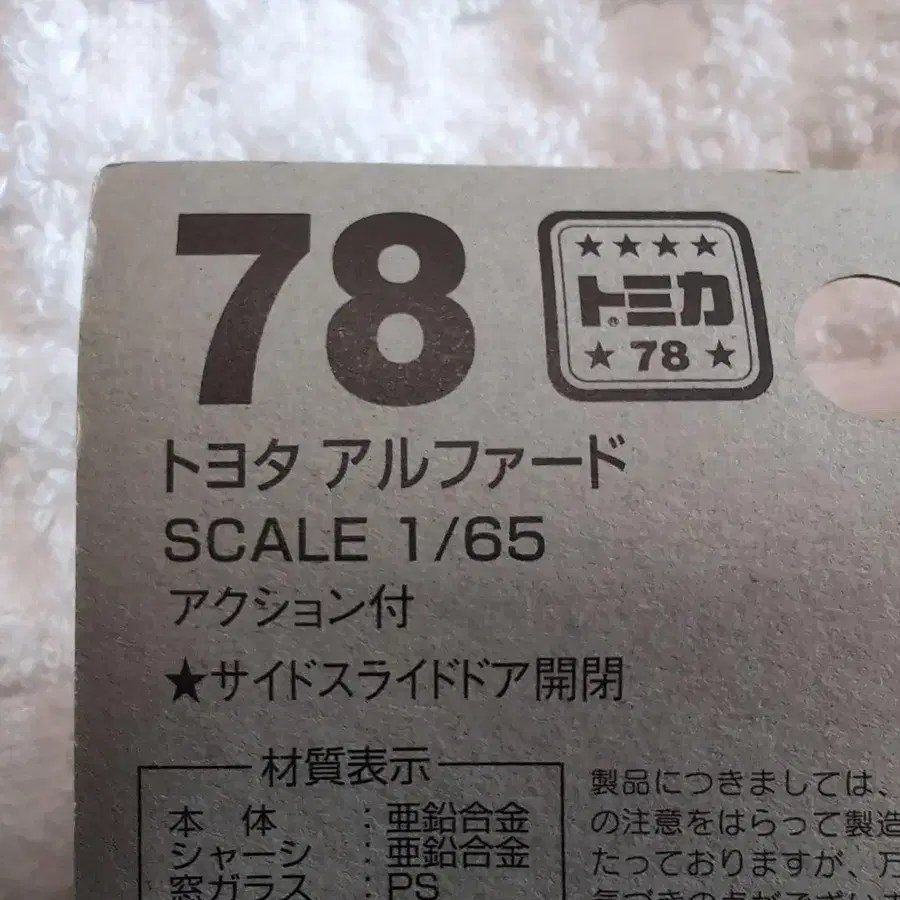 78
★★★★
トミカ®
★78★
トヨタ アルファード
SCALE 1/65
アクション付
★サイドスライドドア開閉
材質表示
本体:亜鉛合金
シャーシ:亜鉛合金
窓ガラス:PS
製品につきましては、
の注意をはらって製造
たっておりますが、万